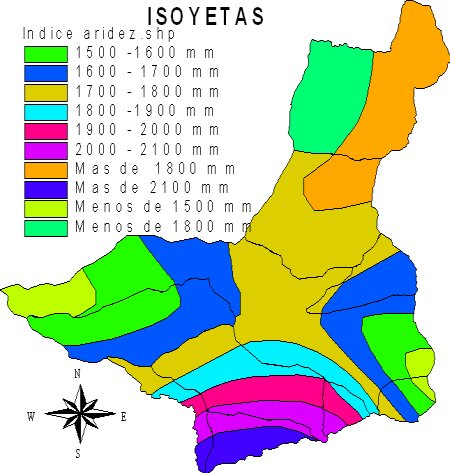 ISOYETAS
Indice aridez.shp
1500 -1600 mm
1600 -1700 mm
1700 - 1800 mm
1800 -1900 mm
1900 - 2000 mm
2000 - 2100 mm
Mas de 1800 mm
Mas de 2100 mm
Menos de 1500 mm
Menos de 1800 mm
N
W E
S